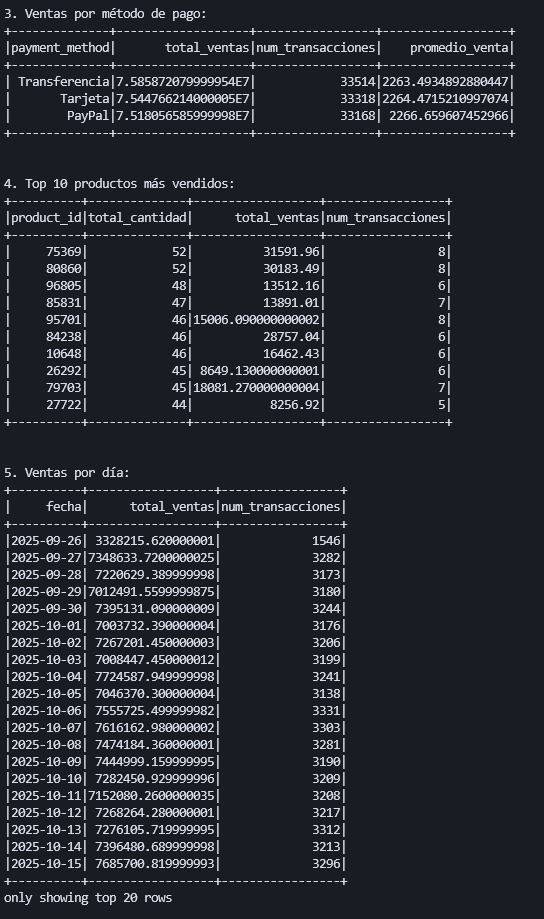 3. Ventas por método de pago:
+--------------+--------------------+-----------------+------------------+
|payment_method|        total_ventas|num_transacciones|    promedio_venta|
+--------------+--------------------+-----------------+------------------+
| Transferencia|7.585872079999954E7|            33514|2263.4934892880447|
|       Tarjeta|7.544766214000005E7|            33318|2264.4715210997074|
|        PayPal|7.518056585999998E7|            33168| 2266.659607452966|
+--------------+--------------------+-----------------+------------------+
4. Top 10 productos más vendidos:
+----------+--------------+------------------+-----------------+
|product_id|total_cantidad|      total_ventas|num_transacciones|
+----------+--------------+------------------+-----------------+
|     75369|            52|          31591.96|                8|
|     80860|            52|          30183.49|                8|
|     96805|            48|          13512.16|                6|
|     85831|            47|          13891.01|                7|
|     95701|            46|15006.090000000002|                8|
|     84238|            46|          28757.04|                6|
|     10648|            46|          16462.43|                6|
|     26292|            45| 8649.130000000001|                6|
|     79703|            45|18081.270000000004|                7|
|     27722|            44|           8256.92|                5|
+----------+--------------+------------------+-----------------+
5. Ventas por día:
+----------+------------------+-----------------+
|     fecha|      total_ventas|num_transacciones|
+----------+------------------+-----------------+
|2025-09-26| 3328215.620000001|             1546|
|2025-09-27|7348633.7200000025|             3282|
|2025-09-28| 7220629.389999998|             3173|
|2025-09-29|7012491.5599999875|             3180|
|2025-09-30| 7395131.090000009|             3244|
|2025-10-01| 7003732.390000004|             3176|
|2025-10-02| 7267201.450000003|             3206|
|2025-10-03| 7008447.450000012|             3199|
|2025-10-04| 7724587.949999998|             3241|
|2025-10-05| 7046370.300000004|             3138|
|2025-10-06| 7555725.499999982|             3331|
|2025-10-07| 7616162.980000002|             3303|
|2025-10-08| 7474184.360000001|             3281|
|2025-10-09| 7444999.159999995|             3190|
|2025-10-10| 7282450.929999996|             3209|
|2025-10-11|7152080.2600000035|             3208|
|2025-10-12| 7268264.280000001|             3217|
|2025-10-13| 7276105.719999995|             3312|
|2025-10-14| 7396480.689999998|             3213|
|2025-10-15| 7685700.819999993|             3296|
+----------+------------------+-----------------+
only showing top 20 rows